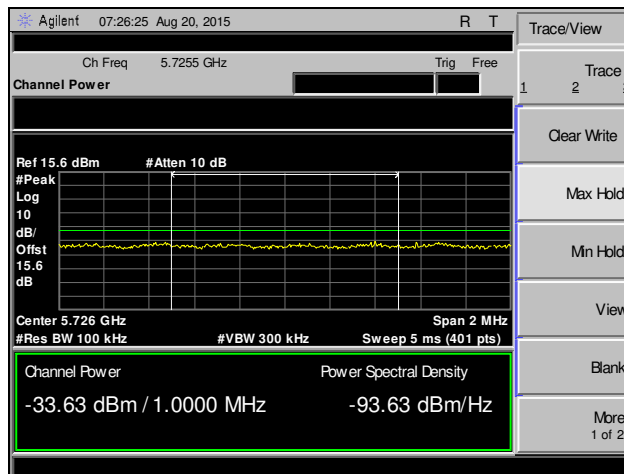 Agilent 07:26:25 Aug 20, 2015 R T
Trace/View
Ch Freq 5.7255 GHz Trig Free
Channel Power
Trace
1 2
Clear Write
Max Hold
Min Hold
View
Blank
More
1 of 2
Ref 15.6 dBm #Atten 10 dB
#Peak
Log
10
dB/
Offst
15.6
dB
Center 5.726 GHz Span 2 MHz
#Res BW 100 kHz #VBW 300 kHz Sweep 5 ms (401 pts)
Channel Power Power Spectral Density
-33.63 dBm / 1.0000 MHz -93.63 dBm/Hz